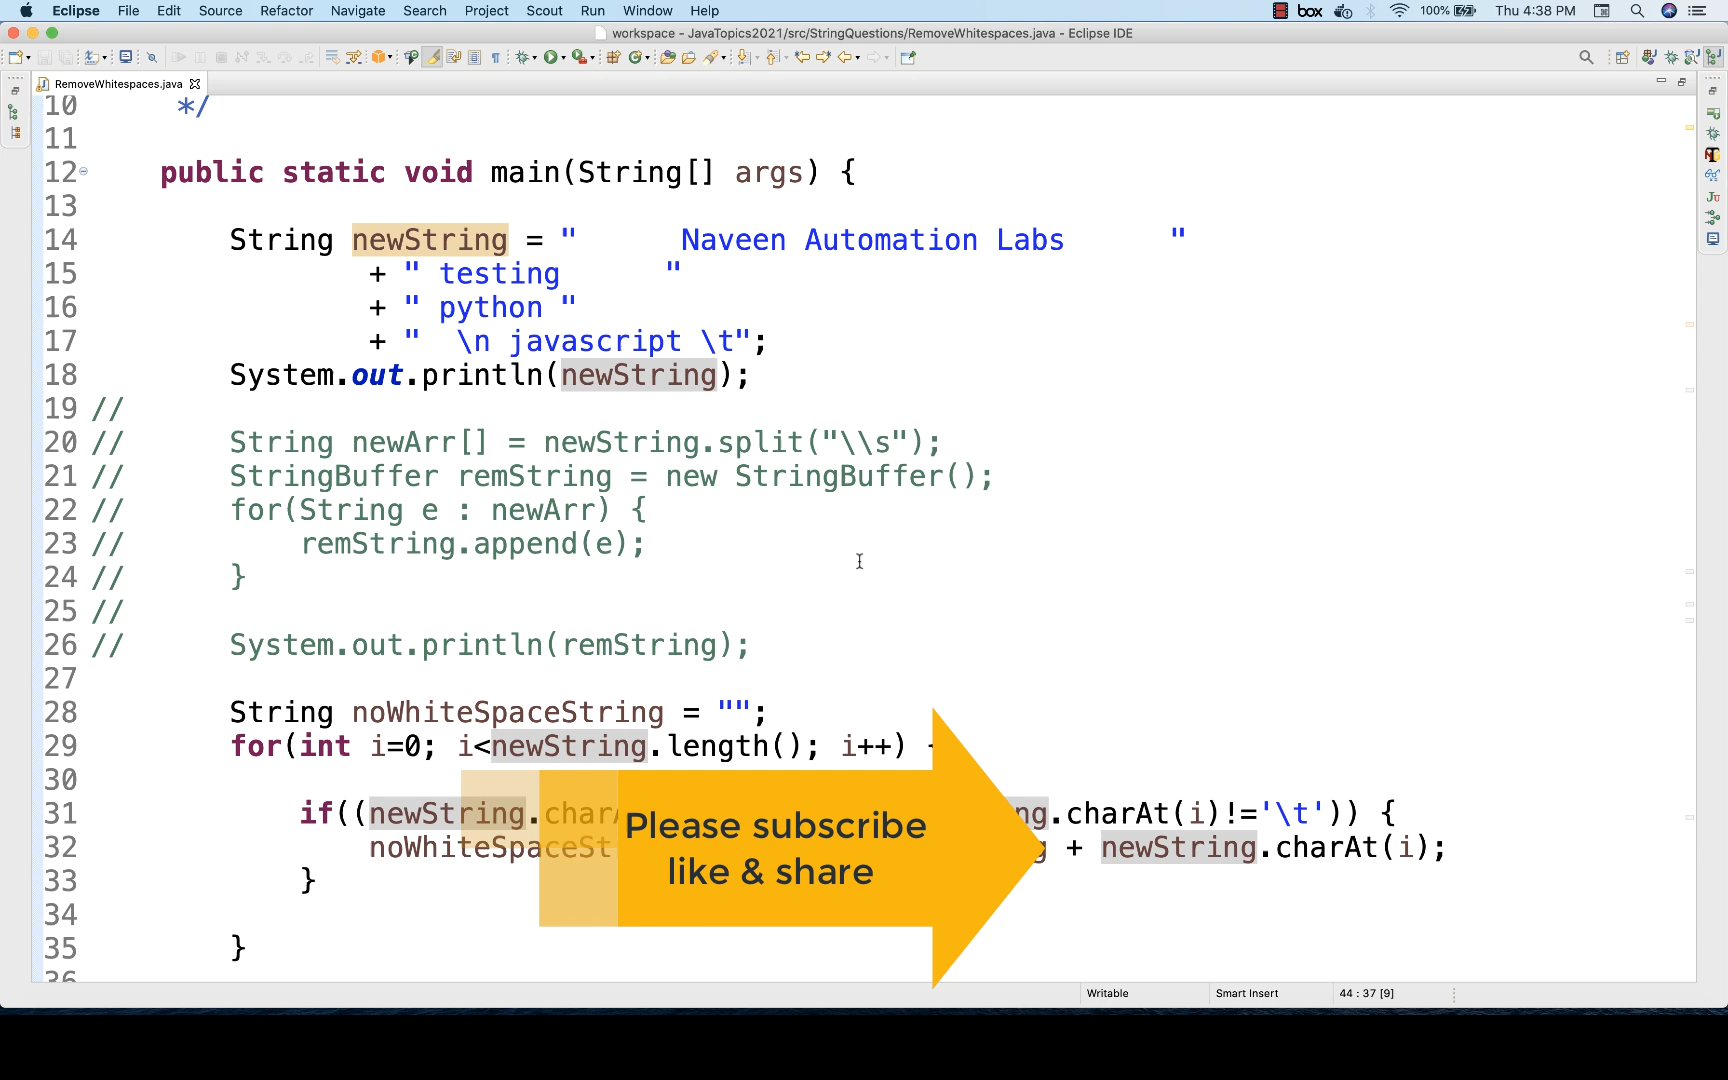 Eclipse File Edit Source Refactor Navigate Search Project Scout Run Window Help box 100% Thu 4:38 PM
workspace - JavaTopics2021/src/StringQuestions/RemoveWhitespaces.java - Eclipse IDE
RemoveWhitespaces.java
10 */
11
12 public static void main(String[] args) {
13
14 String newString = "      Naveen Automation Labs      "
15 + " testing      "
16 + " python "
17 + "  \n javascript \t";
18 System.out.println(newString);
19 //
20 // String newArr[] = newString.split("\\s");
21 // StringBuffer remString = new StringBuffer();
22 // for(String e : newArr) {
23 // remString.append(e);
24 // }
25 //
26 // System.out.println(remString);
27
28 String noWhiteSpaceString = "";
29 for(int i=0; i<newString.length(); i++) {
30
31 if((newString.char .charAt(i)!='\t')) {
32 noWhiteSpaceSt + newString.charAt(i);
33 }
34
35 }
36
Please subscribe
like & share
Writable Smart Insert 44 : 37 [9]